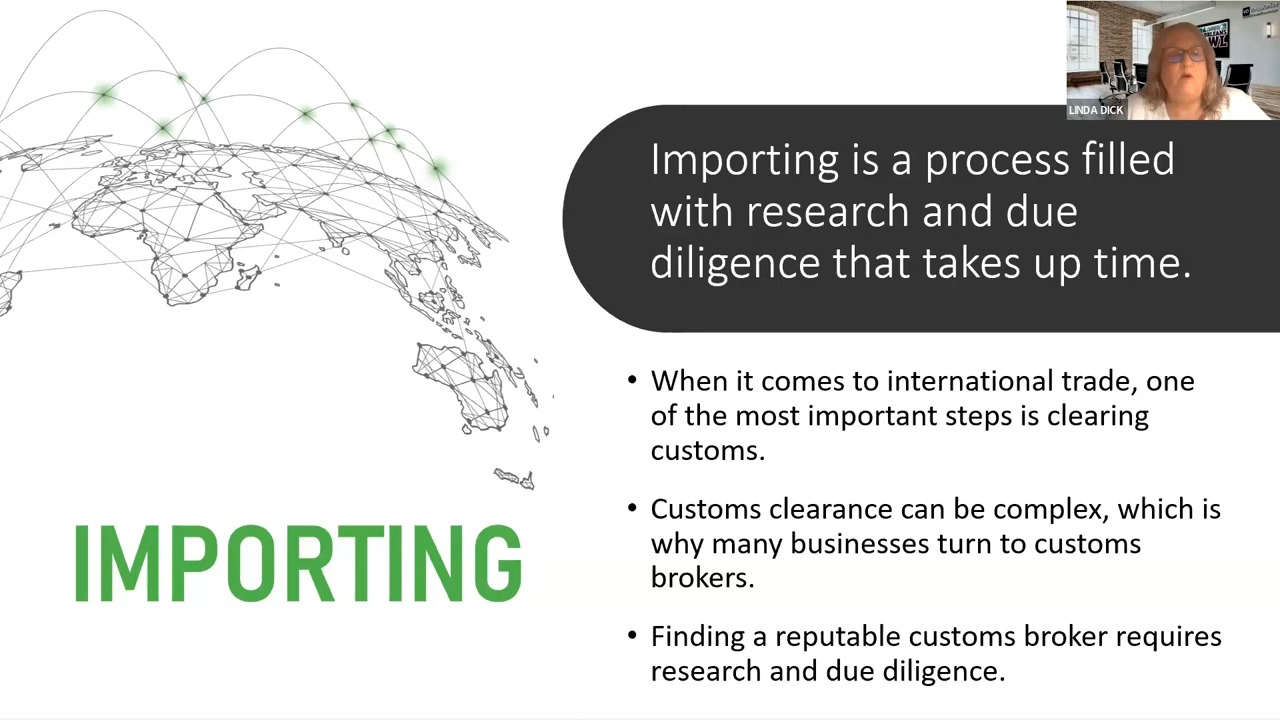 LINDA DICK
Importing is a process filled
with research and due
diligence that takes up time.
• When it comes to international trade, one
of the most important steps is clearing
customs.
• Customs clearance can be complex, which is
why many businesses turn to customs
brokers.
• Finding a reputable customs broker requires
research and due diligence.
IMPORTING